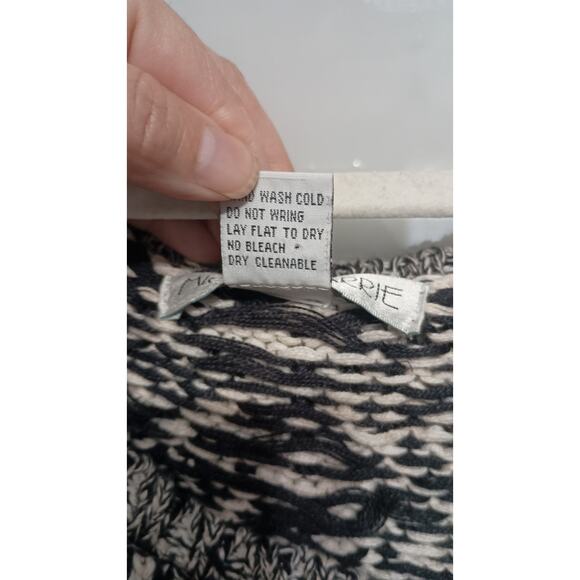 WASH COLD
DO NOT WRING
LAY FLAT TO DRY
NO BLEACH
DRY CLEANABLE